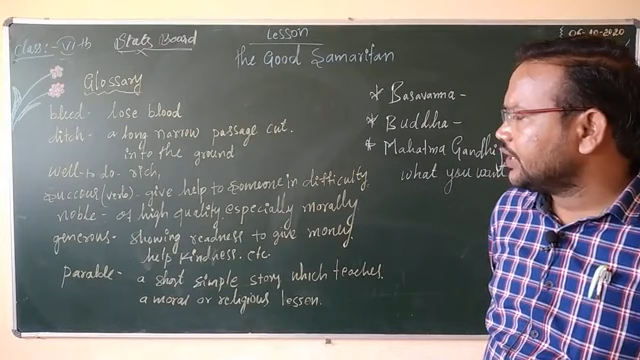 Class:- VI th
State Board
Lesson
The Good Samaritan
06-10-2020
Glossary
bleed- lose blood
ditch- a long narrow passage cut
into the ground
well-to-do- rich,
succour (verb)- give help to someone in difficulty
noble- of high quality especially morally
generous- showing readiness to give money,
help kindness. etc.
parable- a short simple story which teaches
a moral or religious lesson.
* Basavanna -
* Buddha -
* Mahatma Gandhi
what you